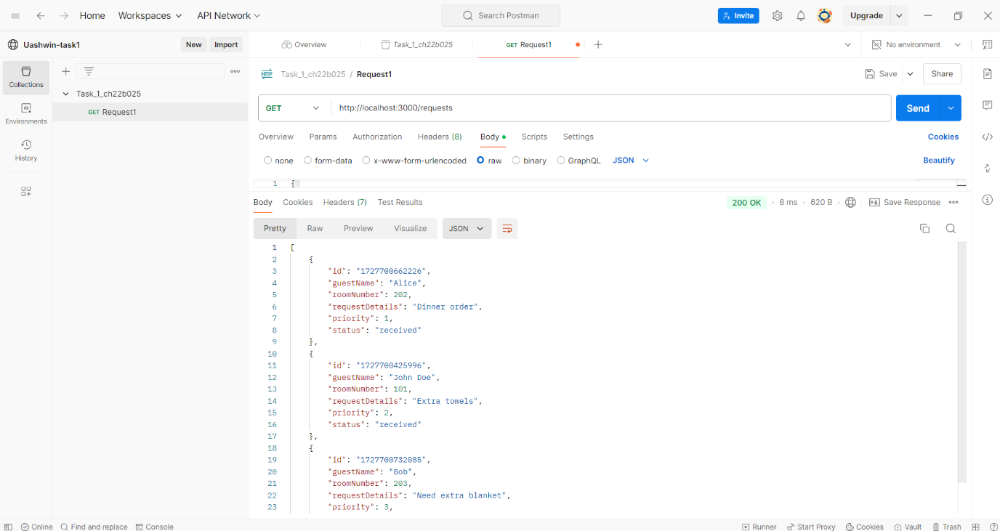 Home Workspaces API Network Search Postman Invite Upgrade
Uashwin-task1 New Import Overview Task_1_ch22b025 GET Request1 No environment
Collections
Environments
History
Task_1_ch22b025
GET Request1
HTTP Task_1_ch22b025 / Request1 Save Share
GET http://localhost:3000/requests Send
Overview Params Authorization Headers (8) Body Scripts Settings Cookies
none form-data x-www-form-urlencoded raw binary GraphQL JSON Beautify
1 {
Body Cookies Headers (7) Test Results 200 OK 8 ms 620 B e.g. Save Response
Pretty Raw Preview Visualize JSON
1 [
2 {
3 "id": "1727700662226",
4 "guestName": "Alice",
5 "roomNumber": 202,
6 "requestDetails": "Dinner order",
7 "priority": 1,
8 "status": "received"
9 },
10 {
11 "id": "1727700425996",
12 "guestName": "John Doe",
13 "roomNumber": 101,
14 "requestDetails": "Extra towels",
15 "priority": 2,
16 "status": "received"
17 },
18 {
19 "id": "1727700732085",
20 "guestName": "Bob",
21 "roomNumber": 203,
22 "requestDetails": "Need extra blanket",
23 "priority": 3,
Online Find and replace Console Runner Start Proxy Cookies Vault Trash